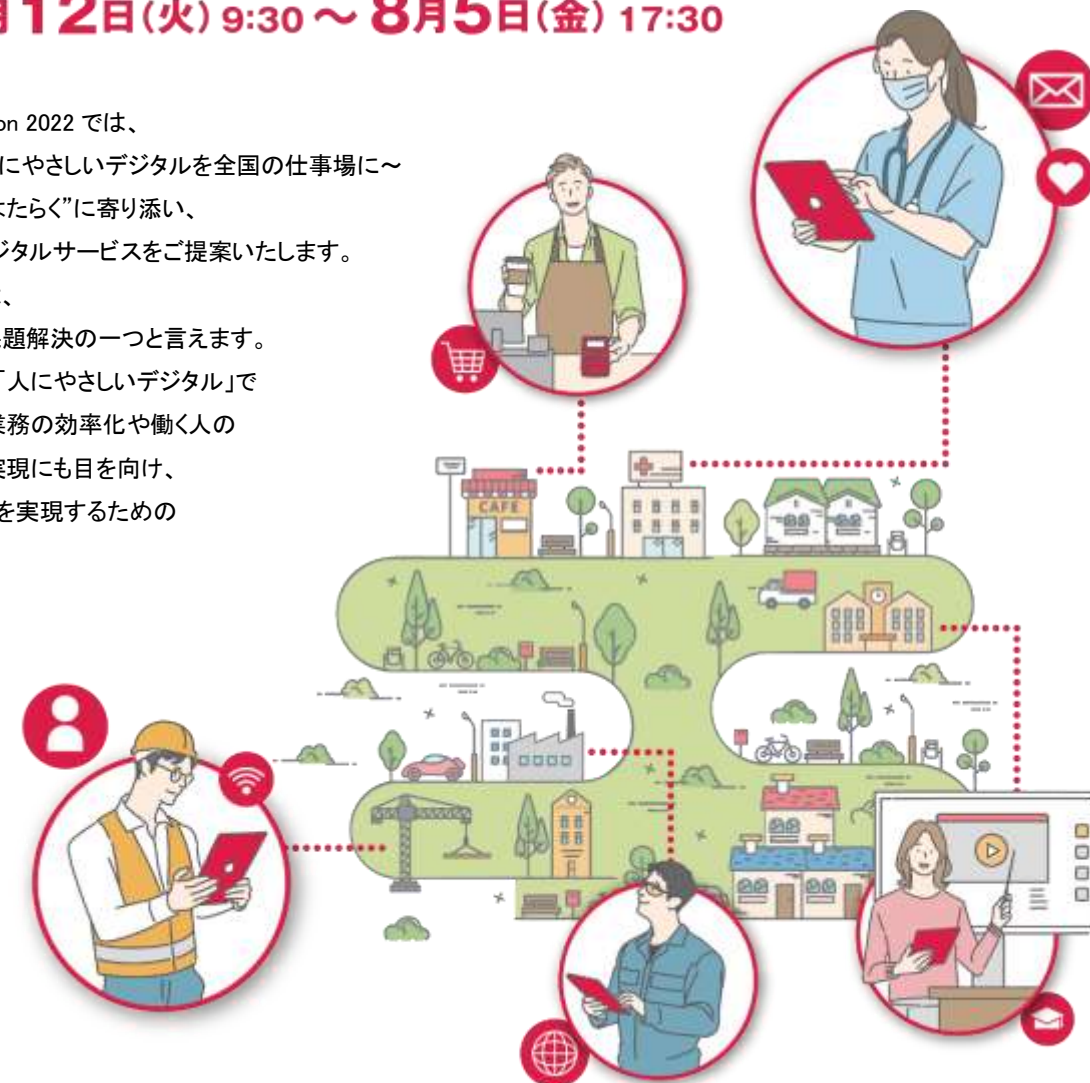 月12日(火) 9:30 ～ 8月5日(金) 17:30
on 2022 では、
にやさしいデジタルを全国の仕事場に～
はたらく”に寄り添い、
ジタルサービスをご提案いたします。
、
題解決の一つと言えます。
「人にやさしいデジタル」で
業務の効率化や働く人の
実現にも目を向け、
を実現するための
CAFE